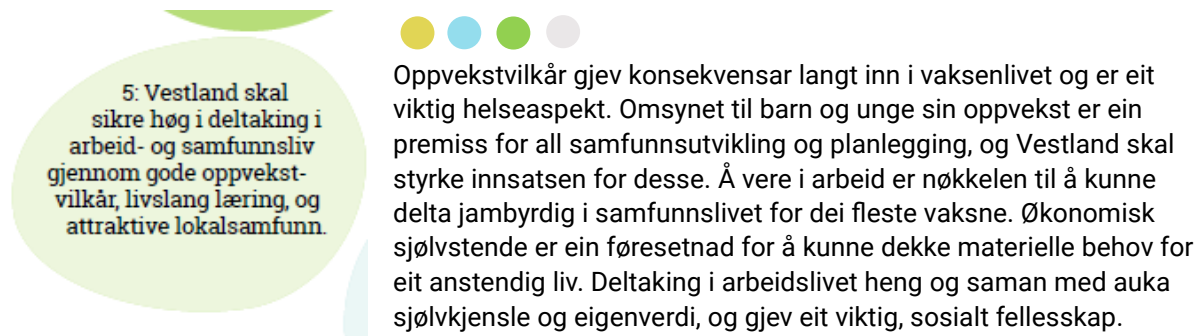 5: Vestland skal
sikre høg i deltaking i
arbeid- og samfunnsliv
gjennom gode oppvekst-
vilkår, livslang læring, og
attraktive lokalsamfunn.
Oppvekstvilkår gjev konsekvensar langt inn i vaksenlivet og er eit
viktig helseaspekt. Omsynet til barn og unge sin oppvekst er ein
premiss for all samfunnsutvikling og planlegging, og Vestland skal
styrke innsatsen for desse. Å vere i arbeid er nøkkelen til å kunne
delta jambyrdig i samfunnslivet for dei fleste vaksne. Økonomisk
sjølvstende er ein føresetnad for å kunne dekke materielle behov for
eit anstendig liv. Deltaking i arbeidslivet heng og saman med auka
sjølvkjensle og eigenverdi, og gjev eit viktig, sosialt fellesskap.